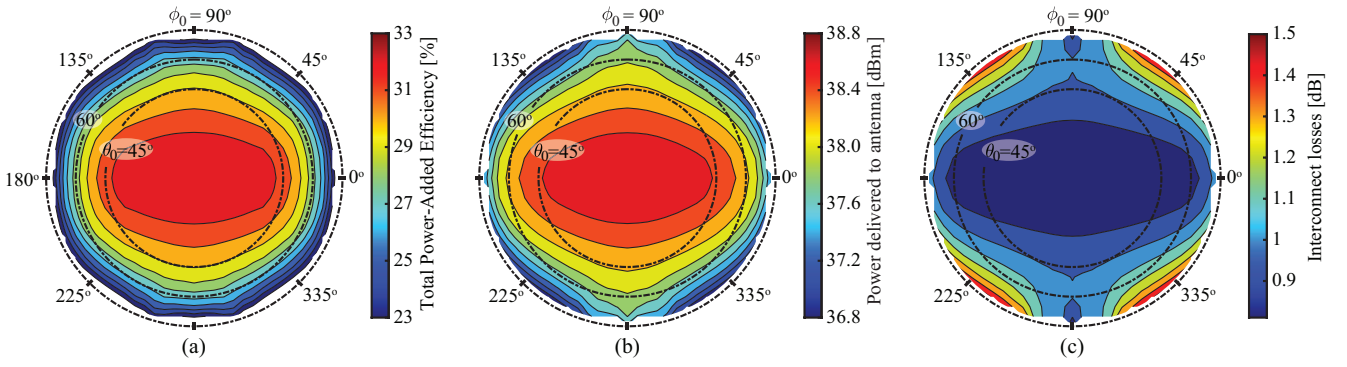 ϕ₀ = 90º
135º
45º
60º
θ₀=45º
180º
0º
225º
335º
(a)
33
31
29
27
25
23
Total Power-Added Efficiency [%]
ϕ₀ = 90º
135º
45º
60º
θ₀=45º
0º
225º
335º
(b)
38.8
38.4
38.0
37.6
37.2
36.8
Power delivered to antenna [dBm]
ϕ₀ = 90º
135º
45º
60º
θ₀=45º
0º
225º
335º
(c)
1.5
1.4
1.3
1.2
1.1
1
0.9
Interconnect losses [dB]